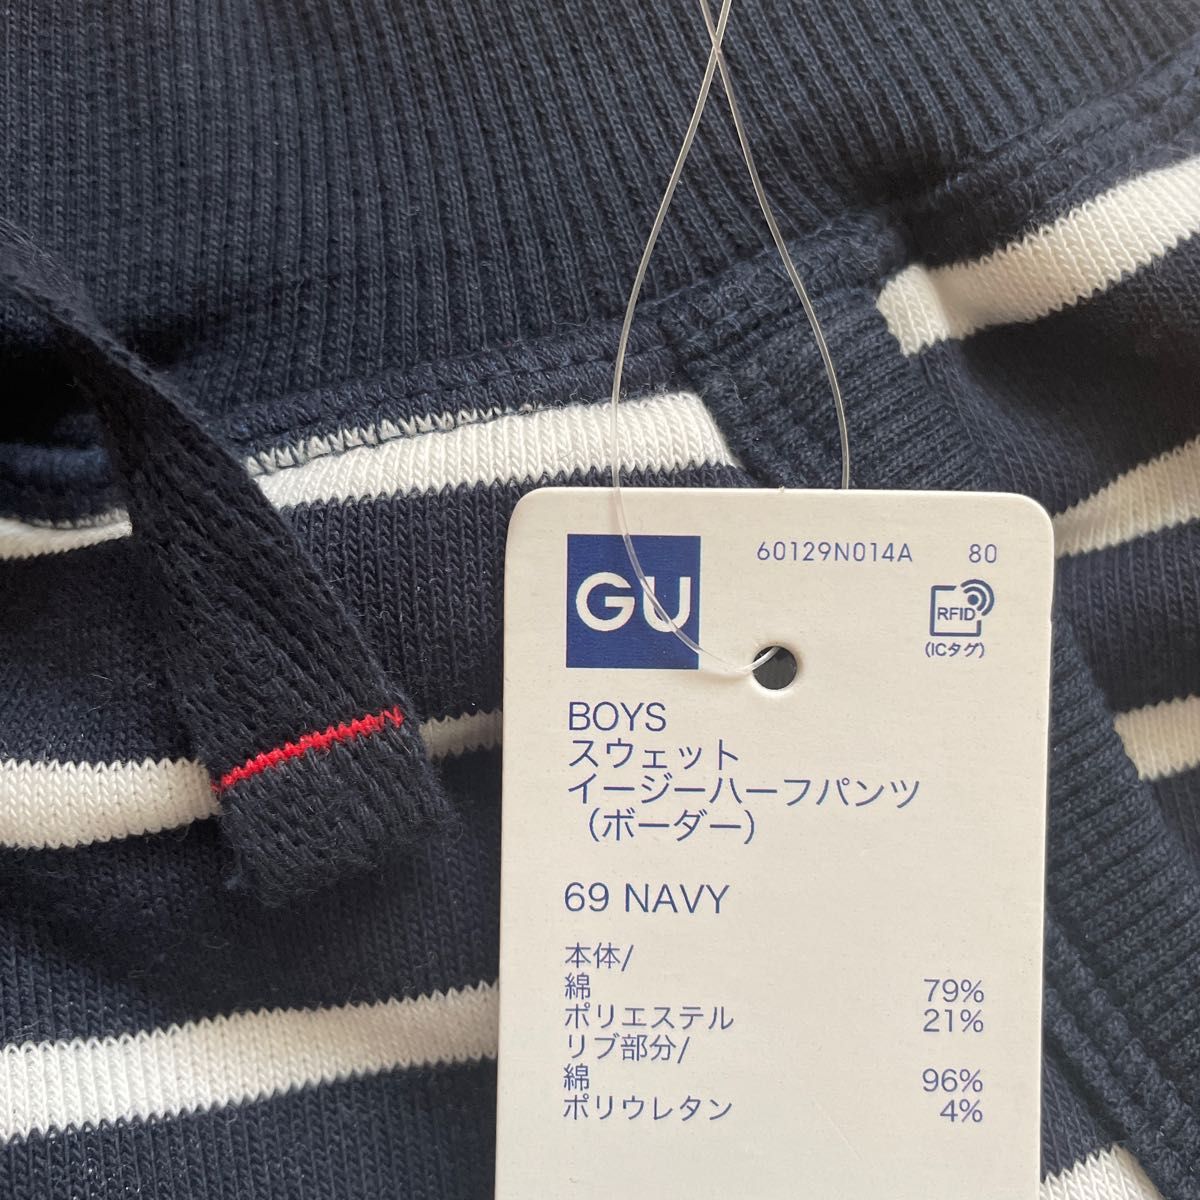 GU
60129N014A 80
RFID
(ICタグ)
BOYS
スウェット
イージーハーフパンツ
（ボーダー）
69 NAVY
本体/
綿 79%
ポリエステル 21%
リブ部分/
綿 96%
ポリウレタン 4%